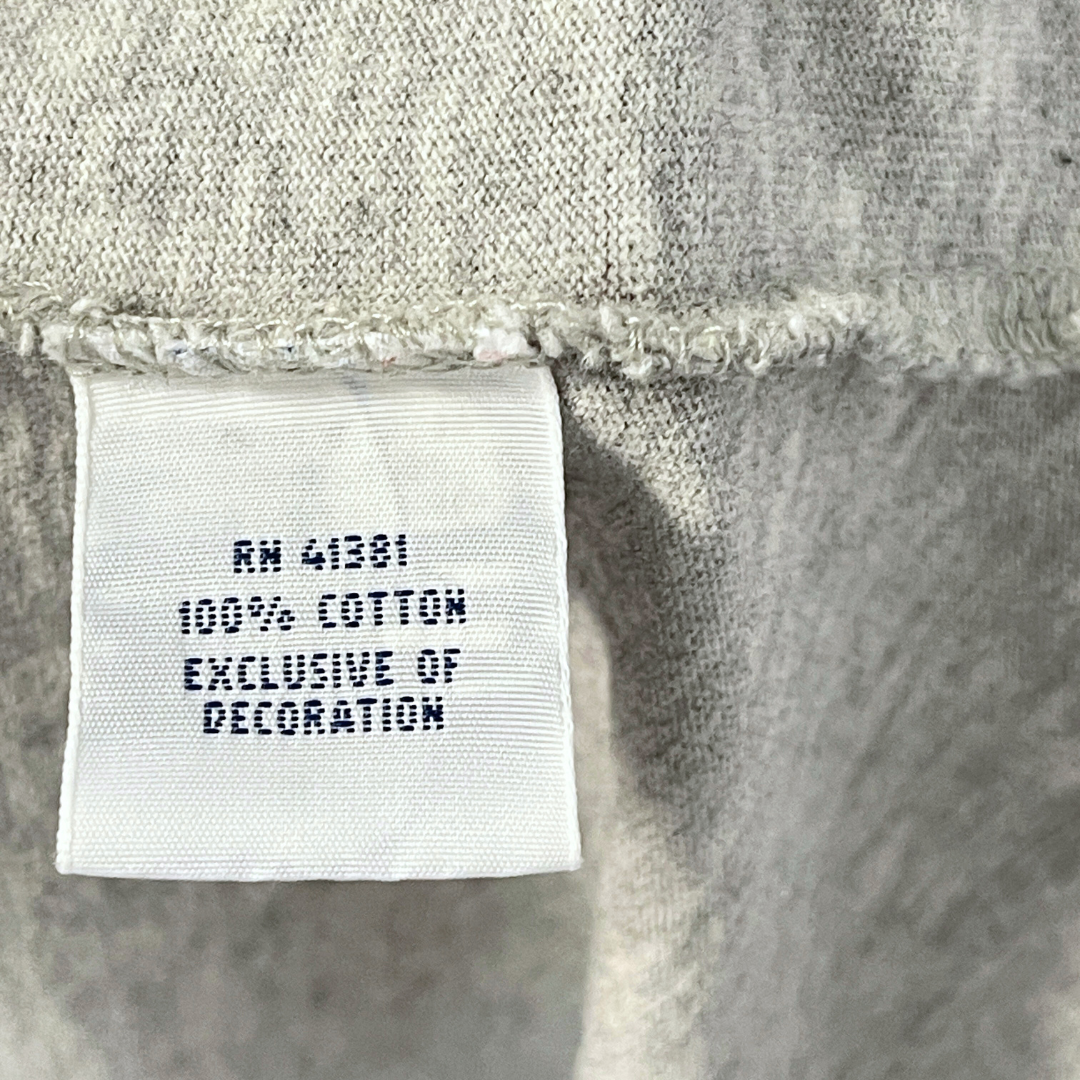 RN 41381
100% COTTON
EXCLUSIVE OF
DECORATION